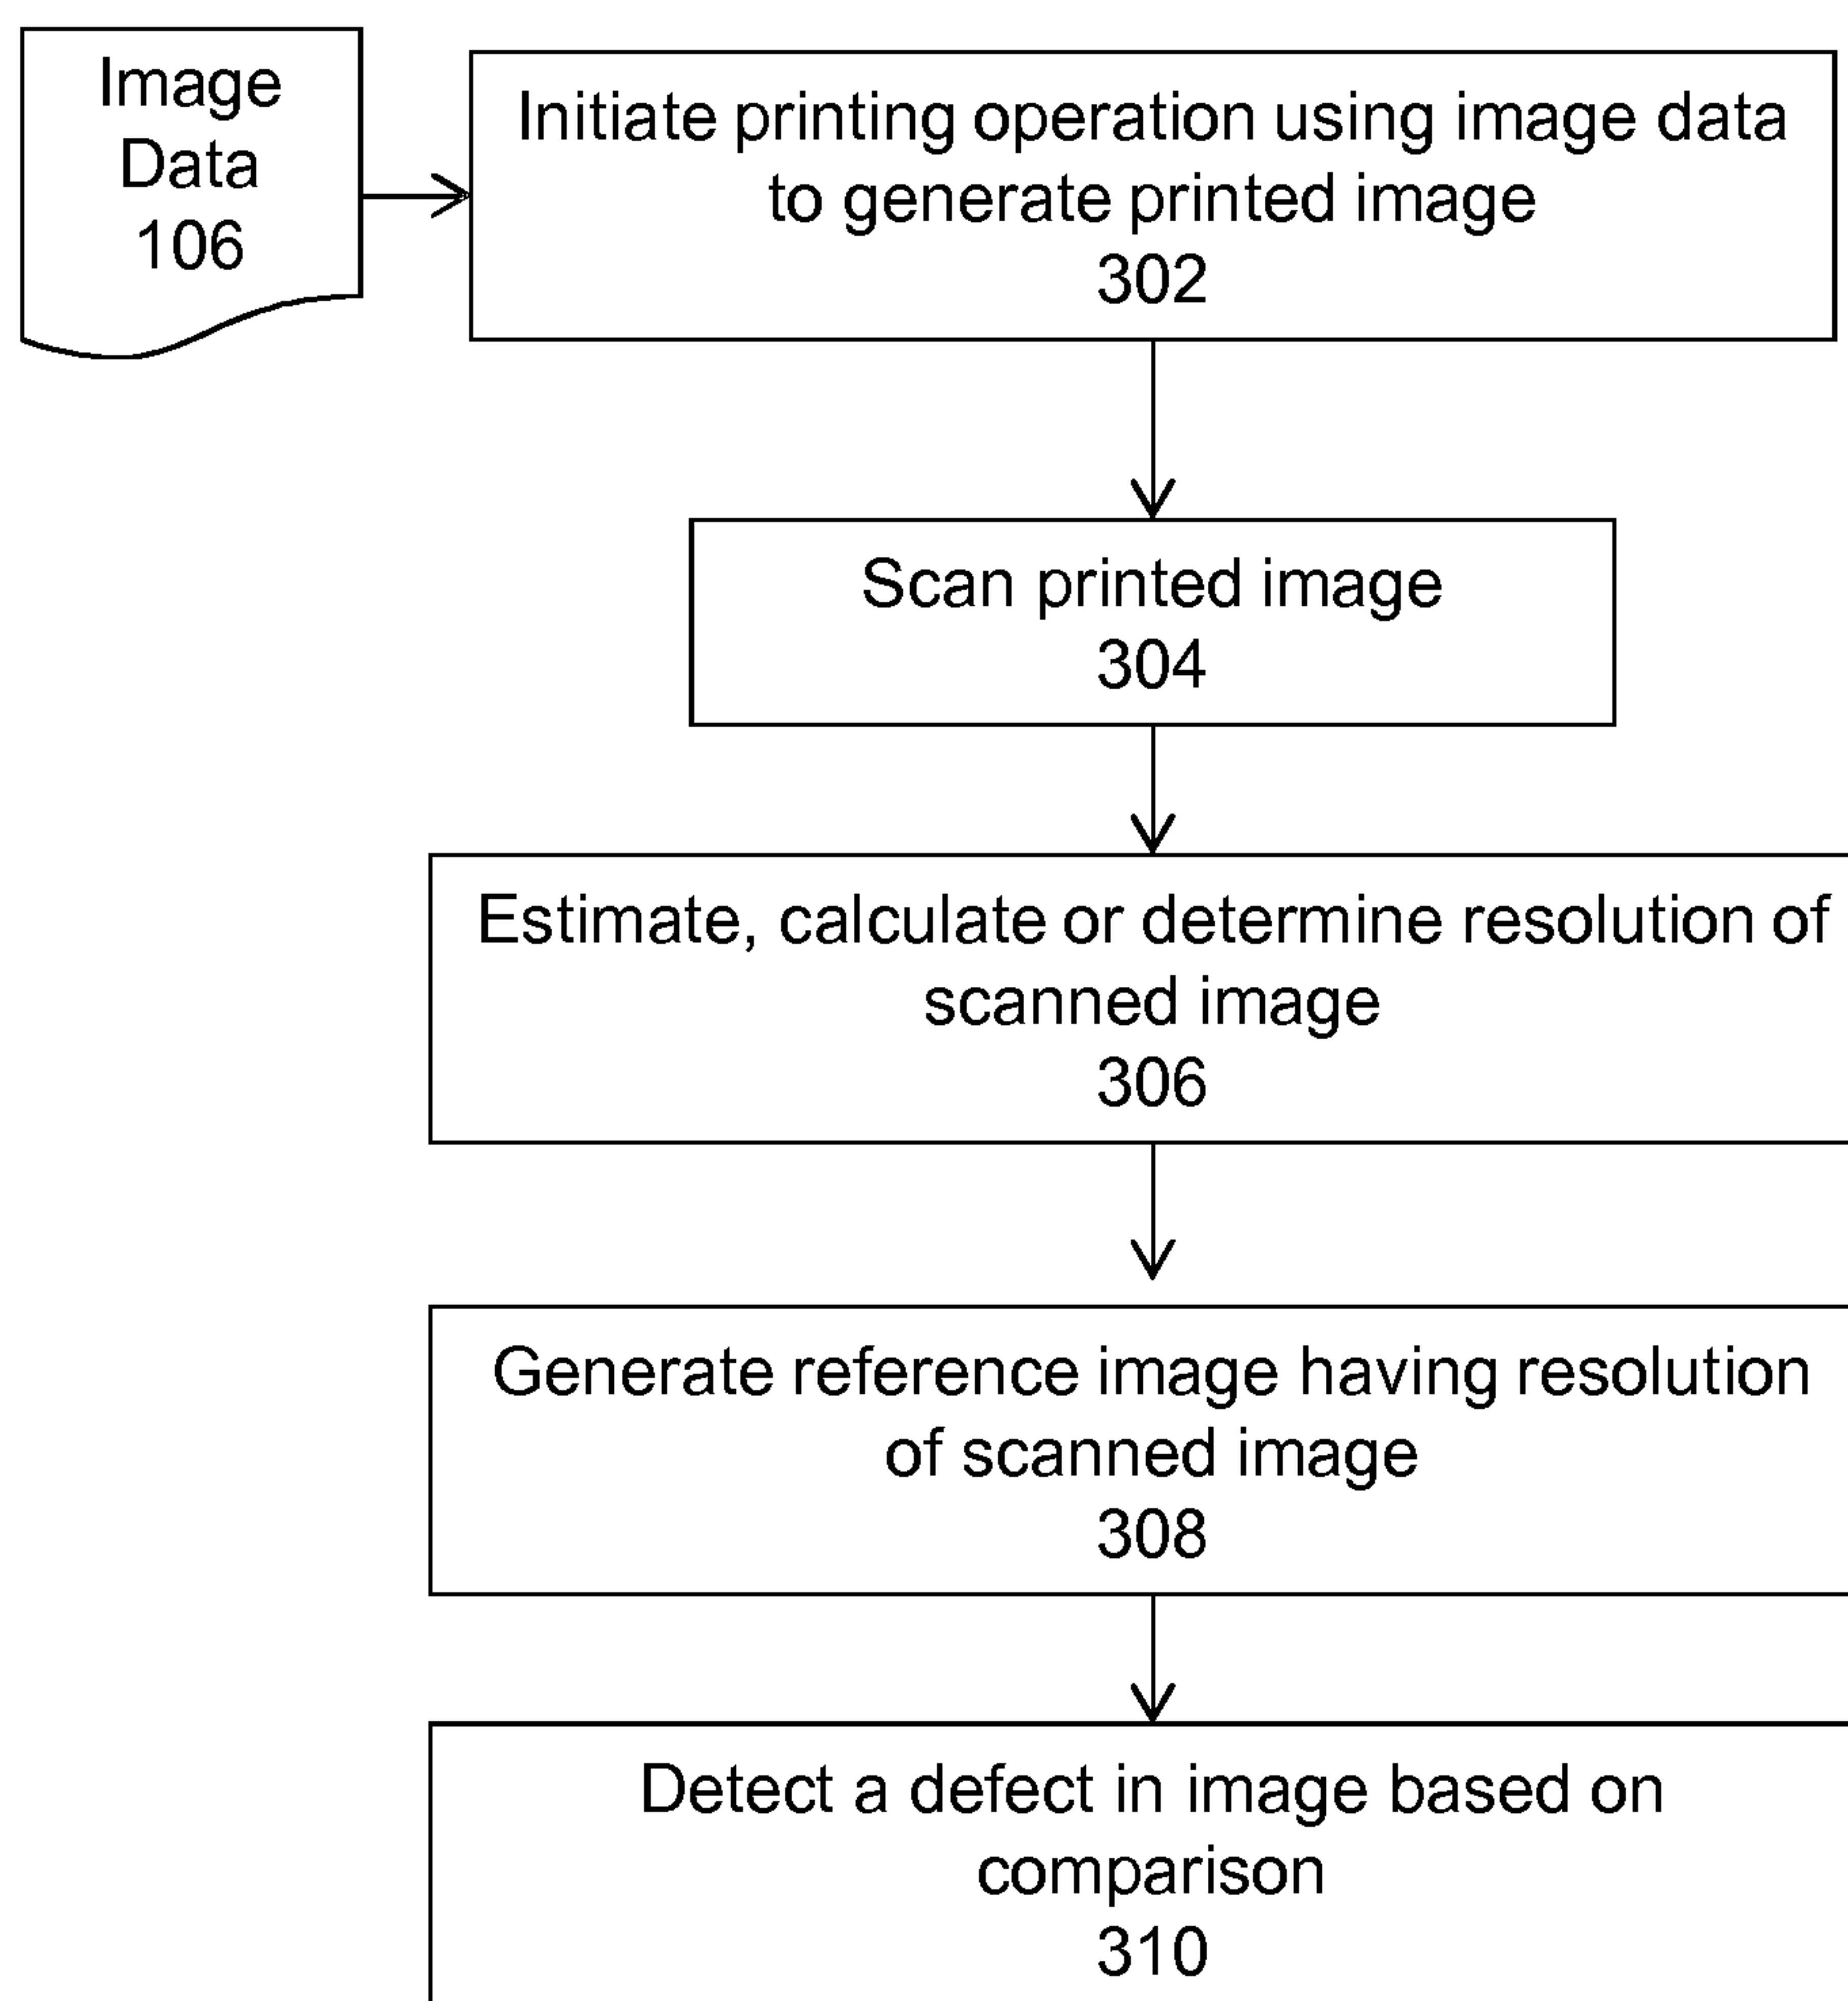 Image
Data
106
Initiate printing operation using image data
to generate printed image
302
Scan printed image
304
Estimate, calculate or determine resolution of
scanned image
306
Generate reference image having resolution
of scanned image
308
Detect a defect in image based on
comparison
310